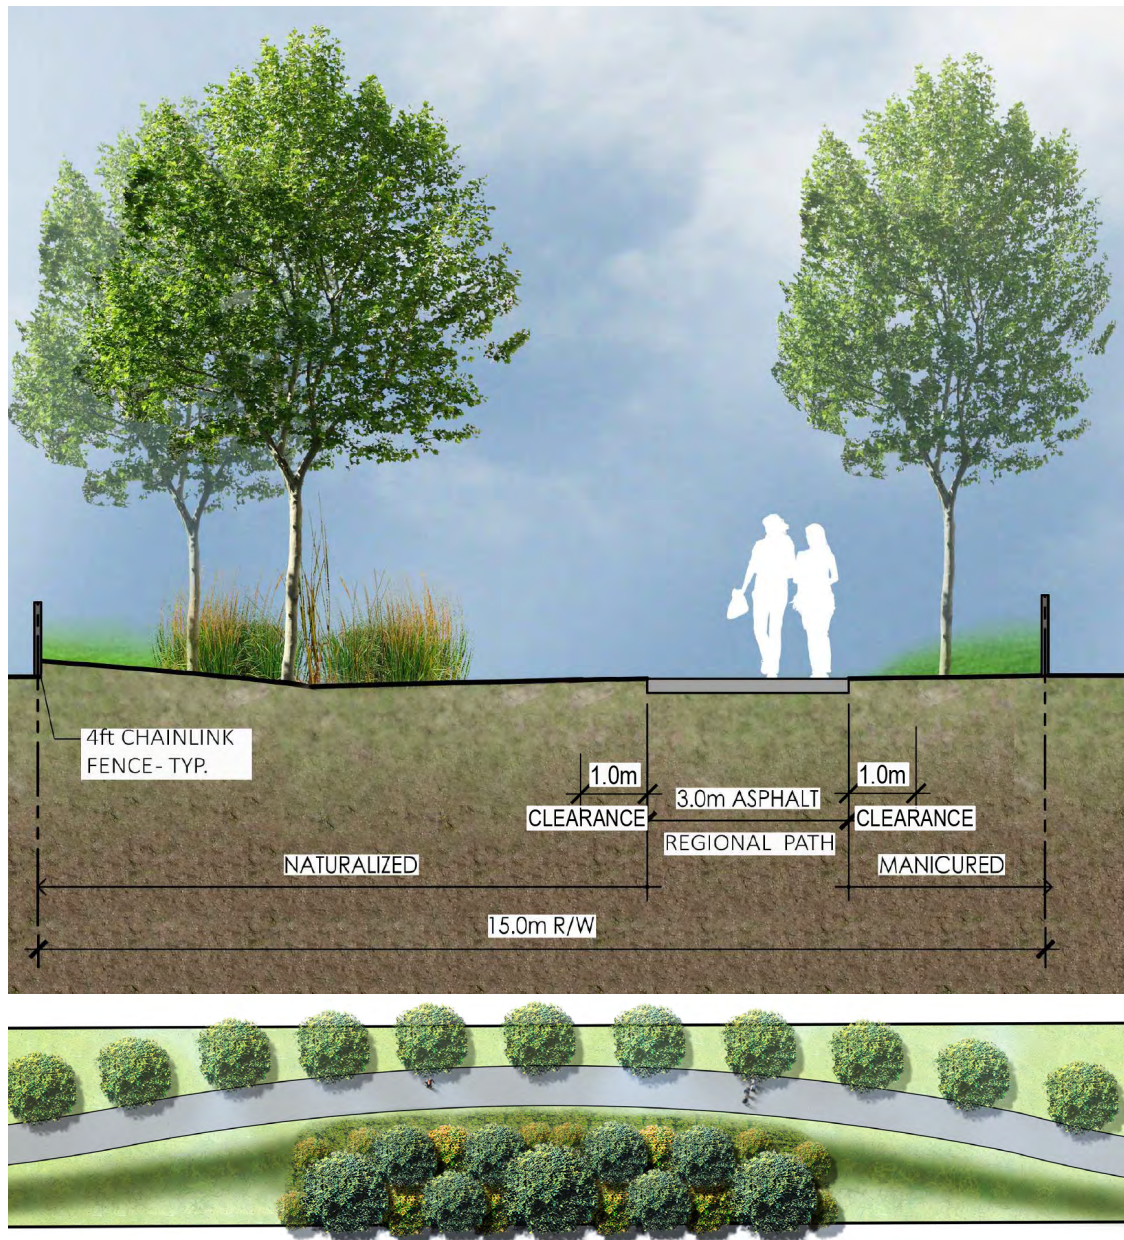 4ft CHAINLINK
FENCE- TYP.
1.0m
CLEARANCE
3.0m ASPHALT
REGIONAL PATH
1.0m
CLEARANCE
NATURALIZED
MANICURED
15.0m R/W